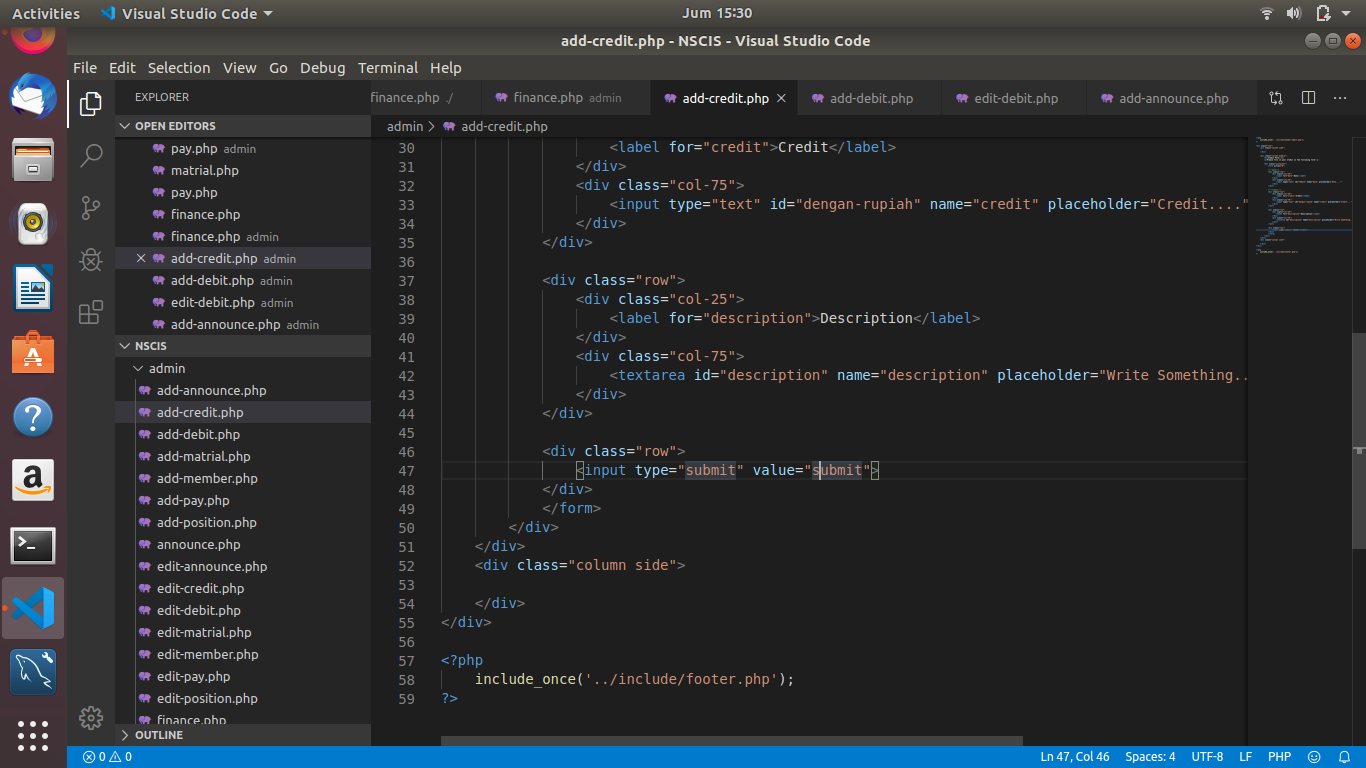 Activities Visual Studio Code Jum 15:30
add-credit.php - NSCIS - Visual Studio Code
File Edit Selection View Go Debug Terminal Help
EXPLORER
OPEN EDITORS
pay.php admin
matrial.php
pay.php
finance.php
finance.php admin
add-credit.php admin
add-debit.php admin
edit-debit.php admin
add-announce.php admin
NSCIS
admin
add-announce.php
add-credit.php
add-debit.php
add-matrial.php
add-member.php
add-pay.php
add-position.php
announce.php
edit-announce.php
edit-credit.php
edit-debit.php
edit-matrial.php
edit-member.php
edit-pay.php
edit-position.php
finance.php
OUTLINE
finance.php ./ finance.php admin add-credit.php add-debit.php edit-debit.php add-announce.php
admin > add-credit.php
30 <label for="credit">Credit</label>
31 </div>
32 <div class="col-75">
33 <input type="text" id="dengan-rupiah" name="credit" placeholder="Credit...."
34 </div>
35 </div>
36
37 <div class="row">
38 <div class="col-25">
39 <label for="description">Description</label>
40 </div>
41 <div class="col-75">
42 <textarea id="description" name="description" placeholder="Write Something..
43 </div>
44 </div>
45
46 <div class="row">
47 <input type="submit" value="submit">
48 </div>
49 </form>
50 </div>
51 </div>
52 <div class="column side">
53
54 </div>
55 </div>
56
57 <?php
58 include_once('../include/footer.php');
59 ?>
0 0 Ln 47, Col 46 Spaces: 4 UTF-8 LF PHP